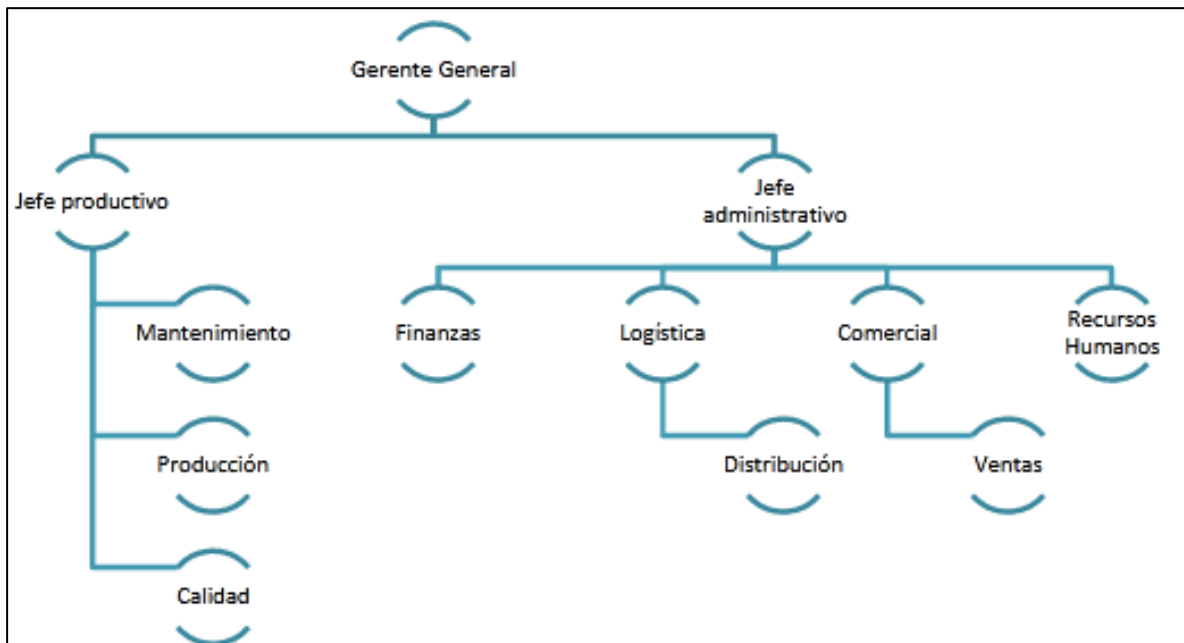 Gerente General
Jefe productivo
Jefe
administrativo
Mantenimiento
Finanzas
Logística
Comercial
Recursos
Humanos
Producción
Distribución
Ventas
Calidad